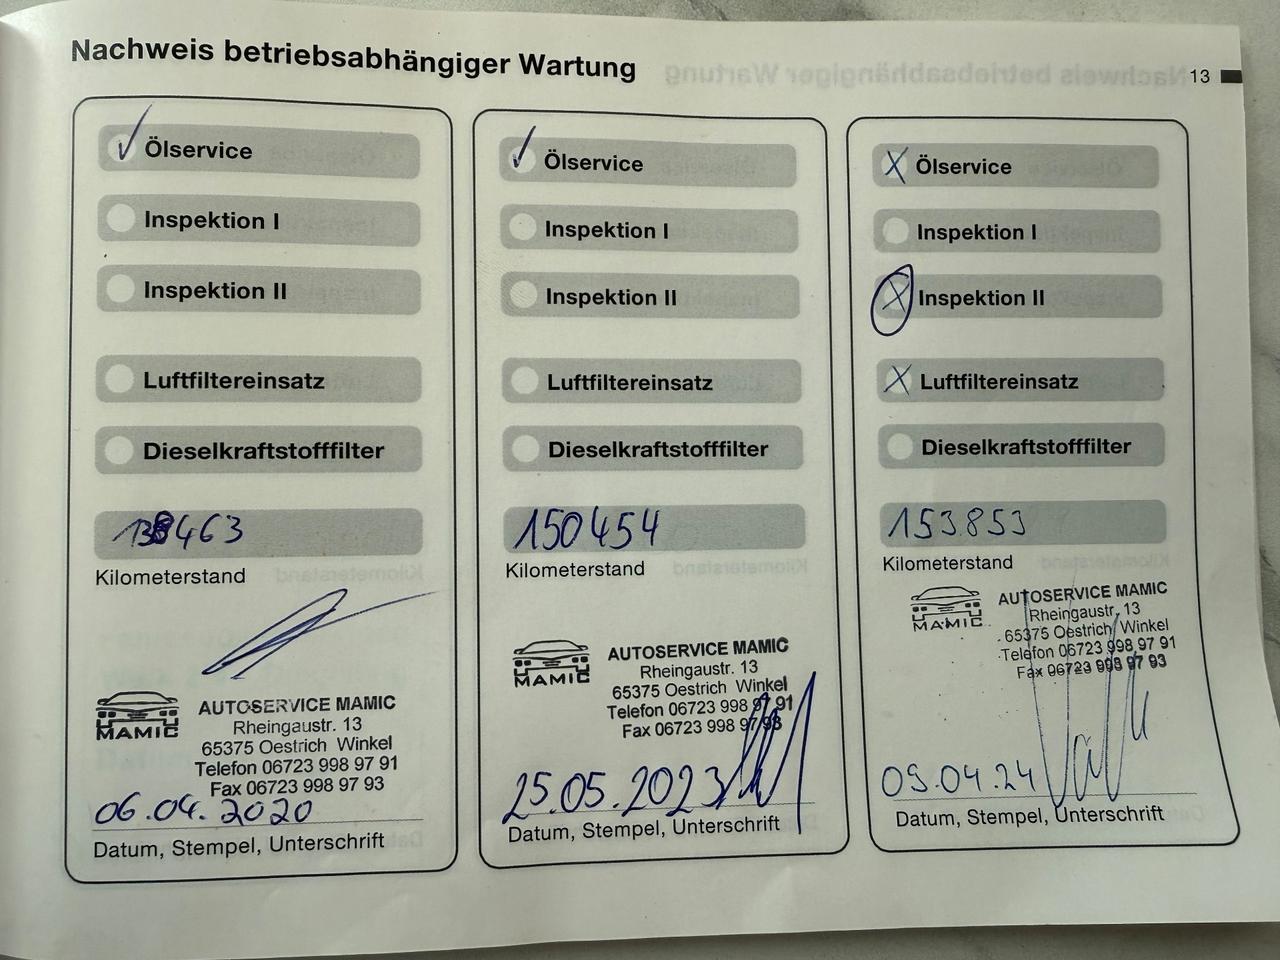 Nachweis betriebsabhängiger Wartung
13
Ölservice
Inspektion I
Inspektion II
Luftfiltereinsatz
Dieselkraftstofffilter
138463
Kilometerstand
MAMIC
AUTOSERVICE MAMIC
Rheingaustr. 13
65375 Oestrich Winkel
Telefon 06723 998 97 91
Fax 06723 998 97 93
06.04.2020
Datum, Stempel, Unterschrift
Ölservice
Inspektion I
Inspektion II
Luftfiltereinsatz
Dieselkraftstofffilter
150454
Kilometerstand
MAMIC
AUTOSERVICE MAMIC
Rheingaustr. 13
65375 Oestrich Winkel
Telefon 06723 998 97 91
Fax 06723 998 97 93
25.05.2023
Datum, Stempel, Unterschrift
Ölservice
Inspektion I
Inspektion II
Luftfiltereinsatz
Dieselkraftstofffilter
153.853
Kilometerstand
MAMIC
AUTOSERVICE MAMIC
Rheingaustr. 13
65375 Oestrich Winkel
Telefon 06723 998 97 91
Fax 06723 998 97 93
09.04.24
Datum, Stempel, Unterschrift